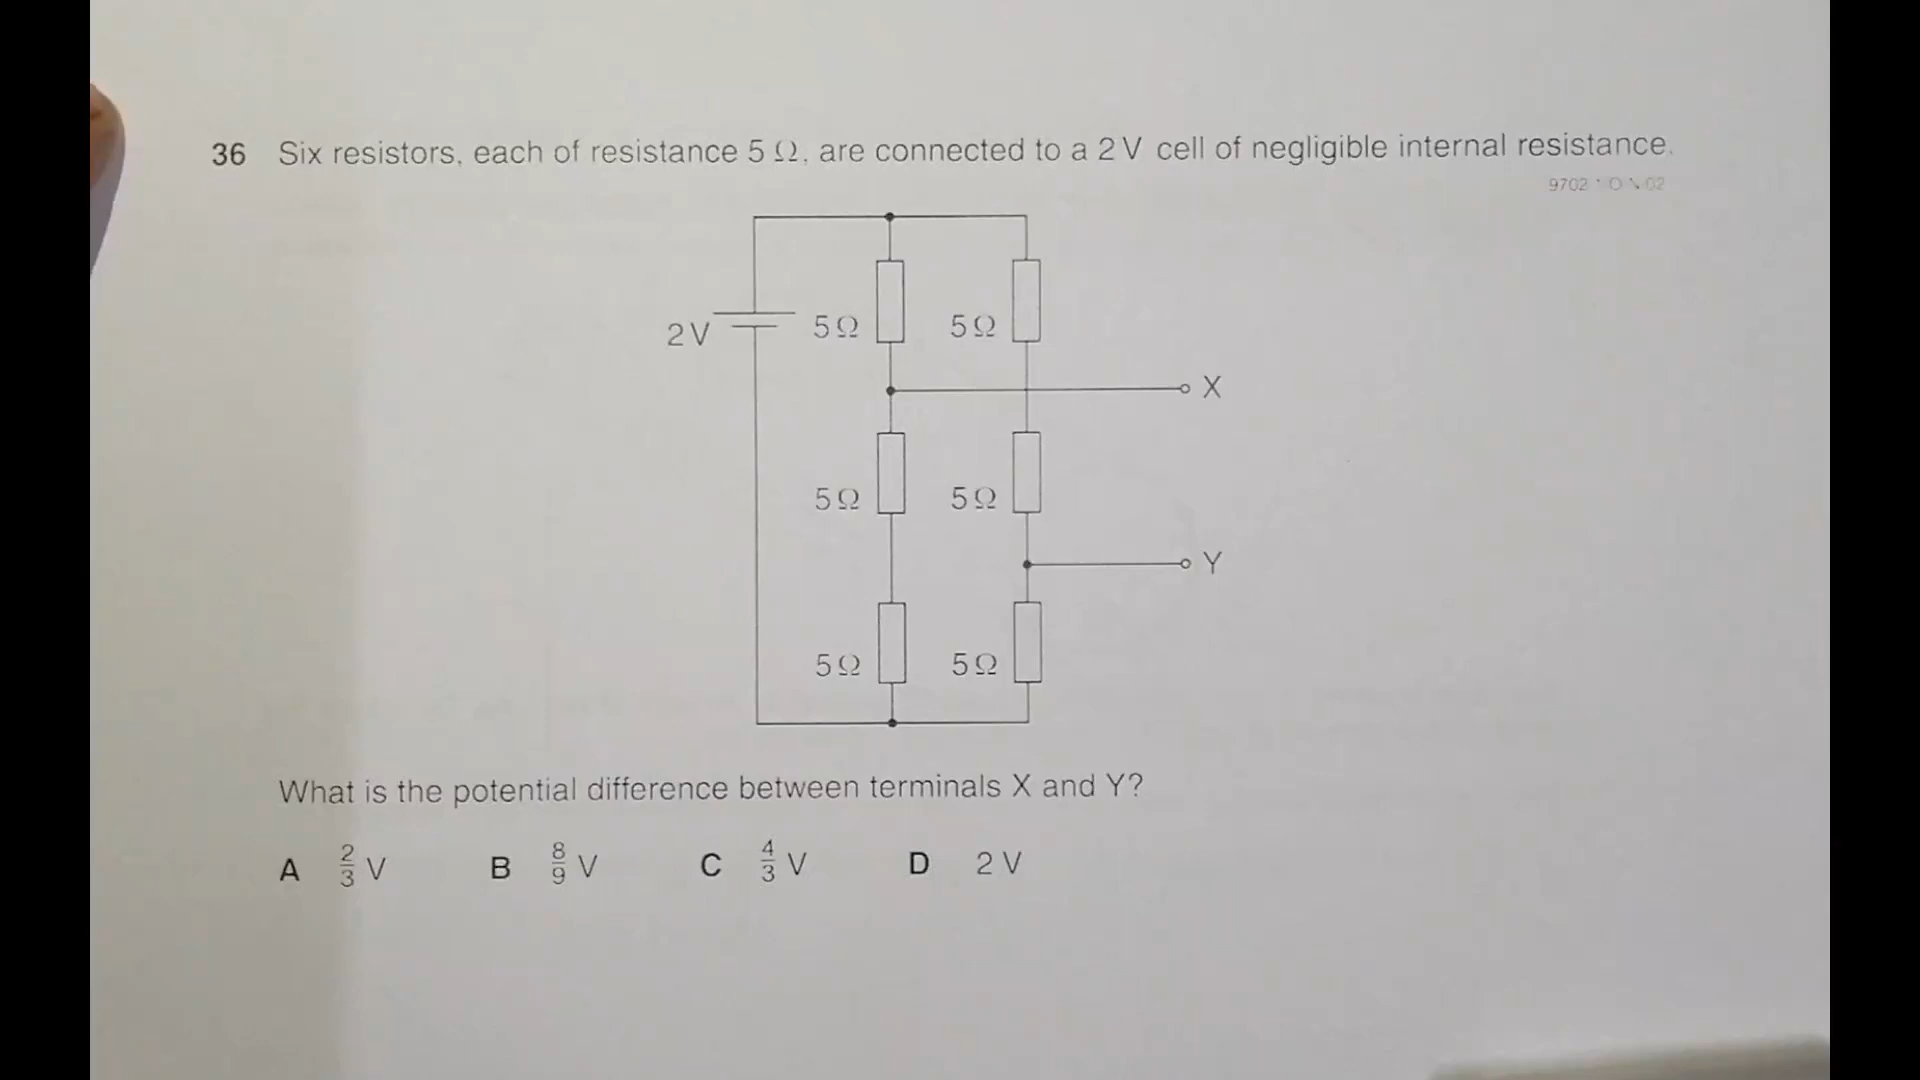 36 Six resistors, each of resistance 5 Ω, are connected to a 2 V cell of negligible internal resistance.
9702
2 V
5 Ω
5 Ω
X
5 Ω
5 Ω
Y
5 Ω
5 Ω
What is the potential difference between terminals X and Y?
A 2/3 V B 8/9 V C 4/3 V D 2 V